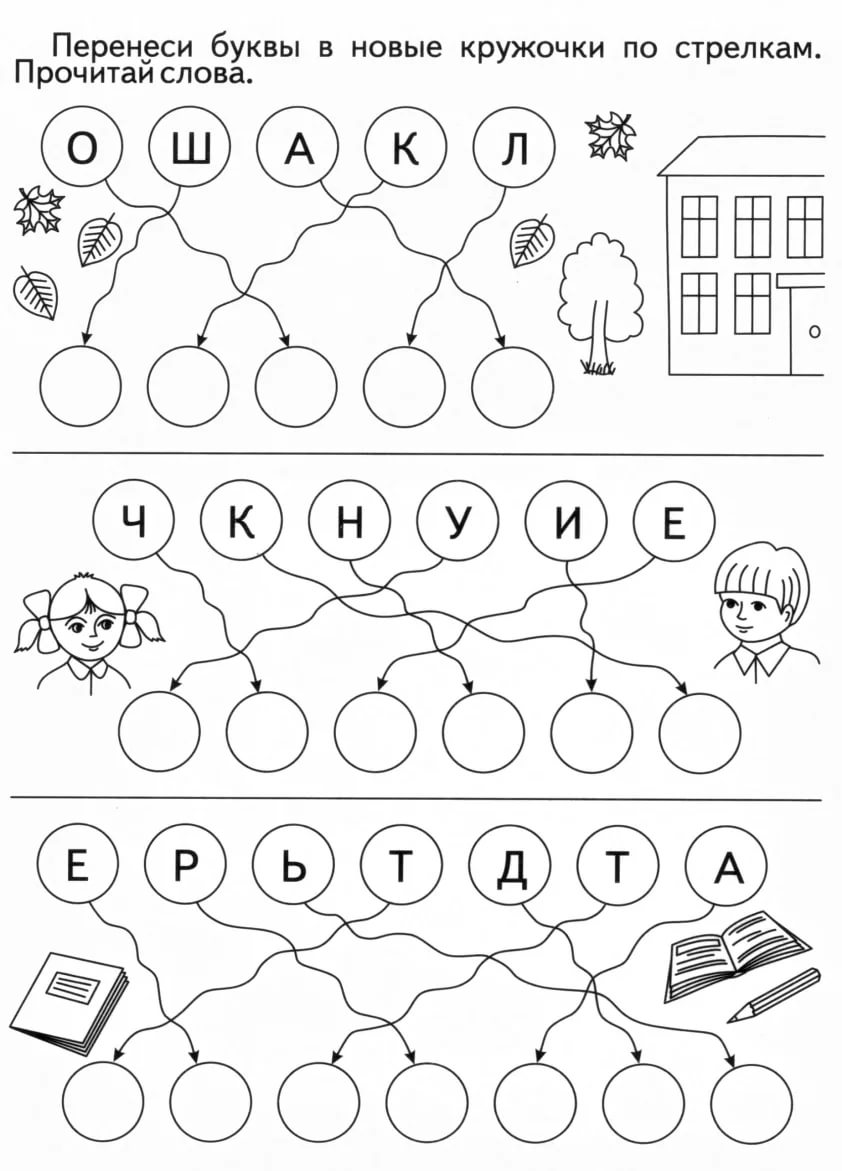 Перенеси буквы в новые кружочки по стрелкам.
Прочитай слова.
О Ш А К Л
Ч К Н У И Е
Е Р Ь Т Д Т А